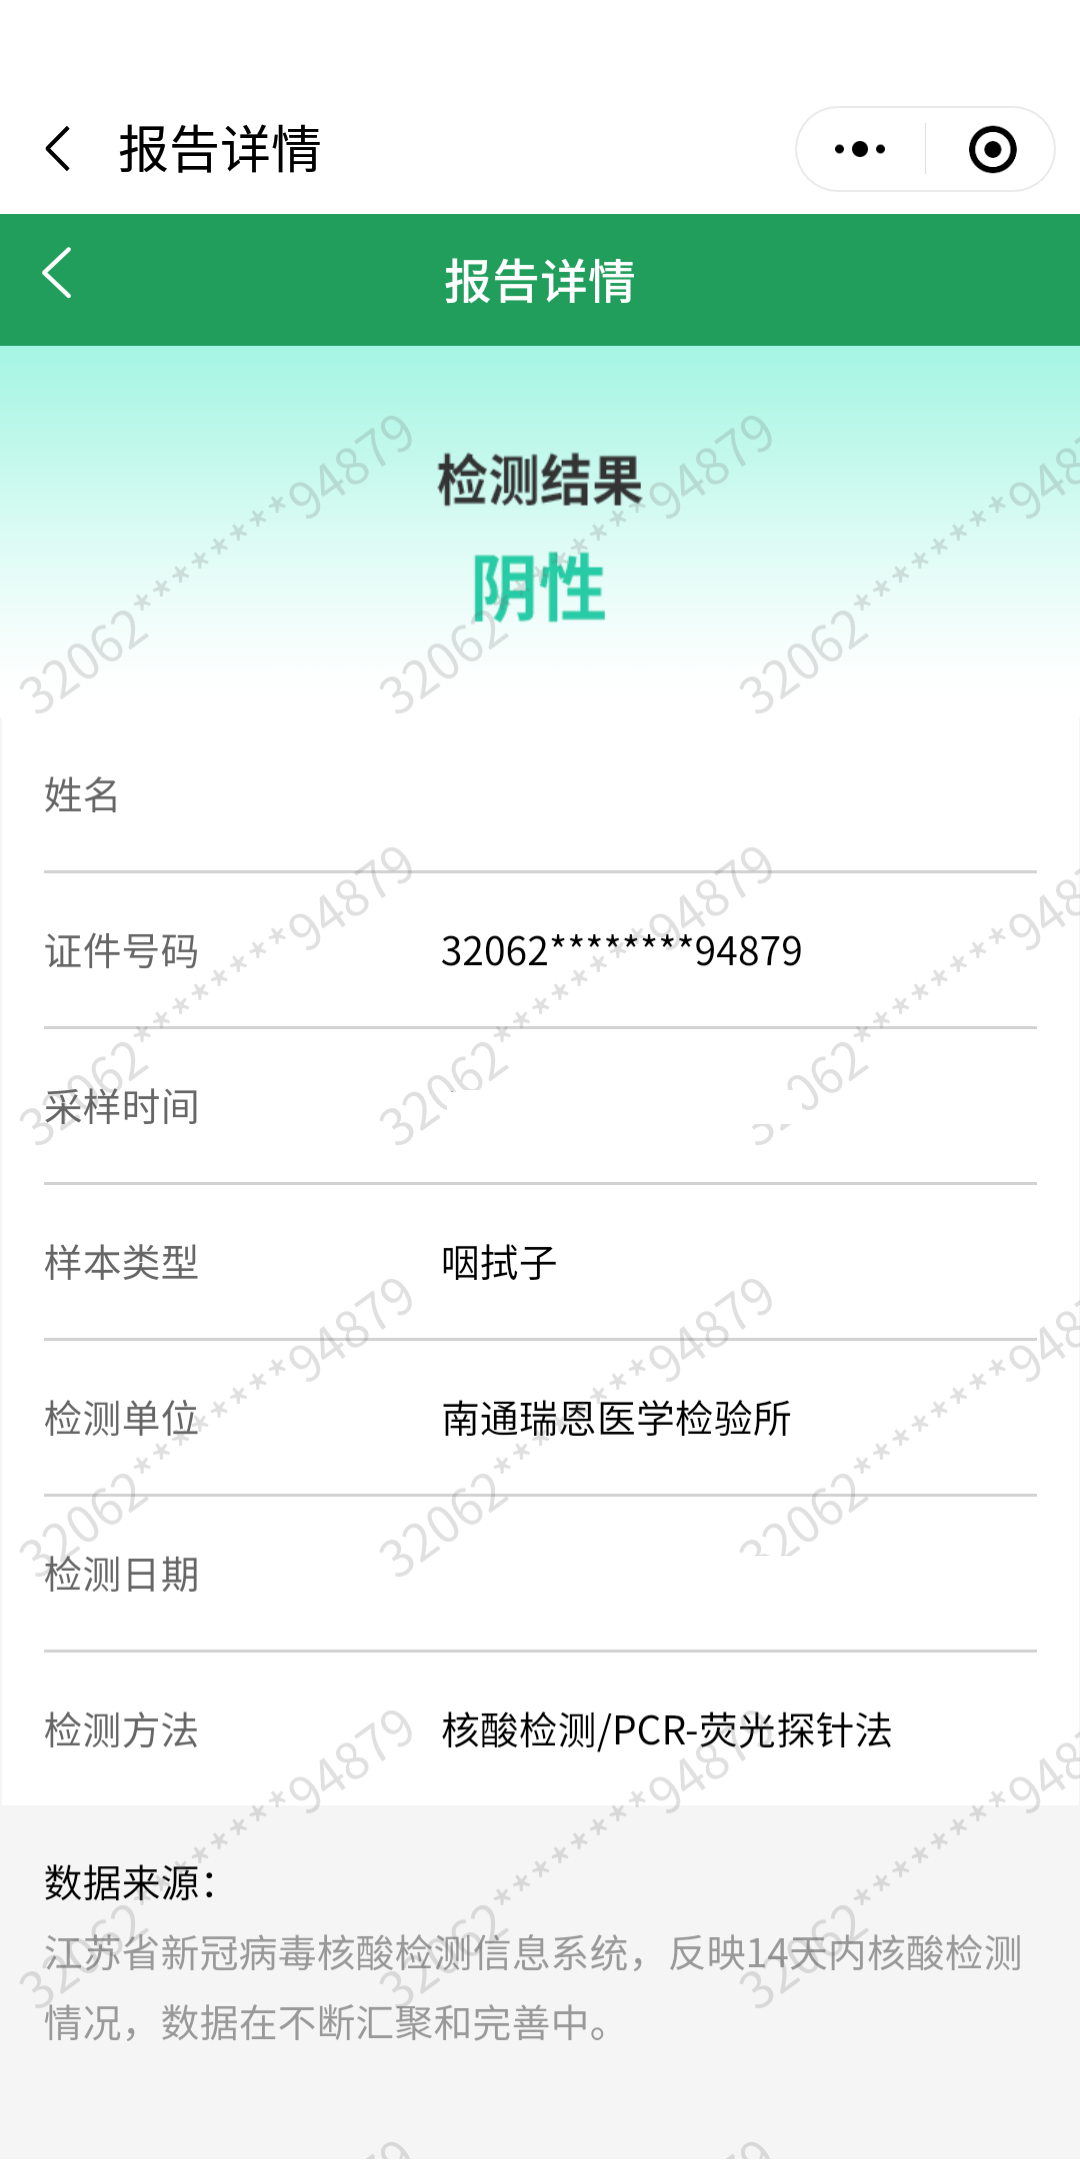 报告详情
报告详情
检测结果
阴性
姓名
证件号码 32062********94879
采样时间
样本类型 咽拭子
检测单位 南通瑞恩医学检验所
检测日期
检测方法 核酸检测/PCR-荧光探针法
数据来源：
江苏省新冠病毒核酸检测信息系统，反映14天内核酸检测
情况，数据在不断汇聚和完善中。
32062********94879